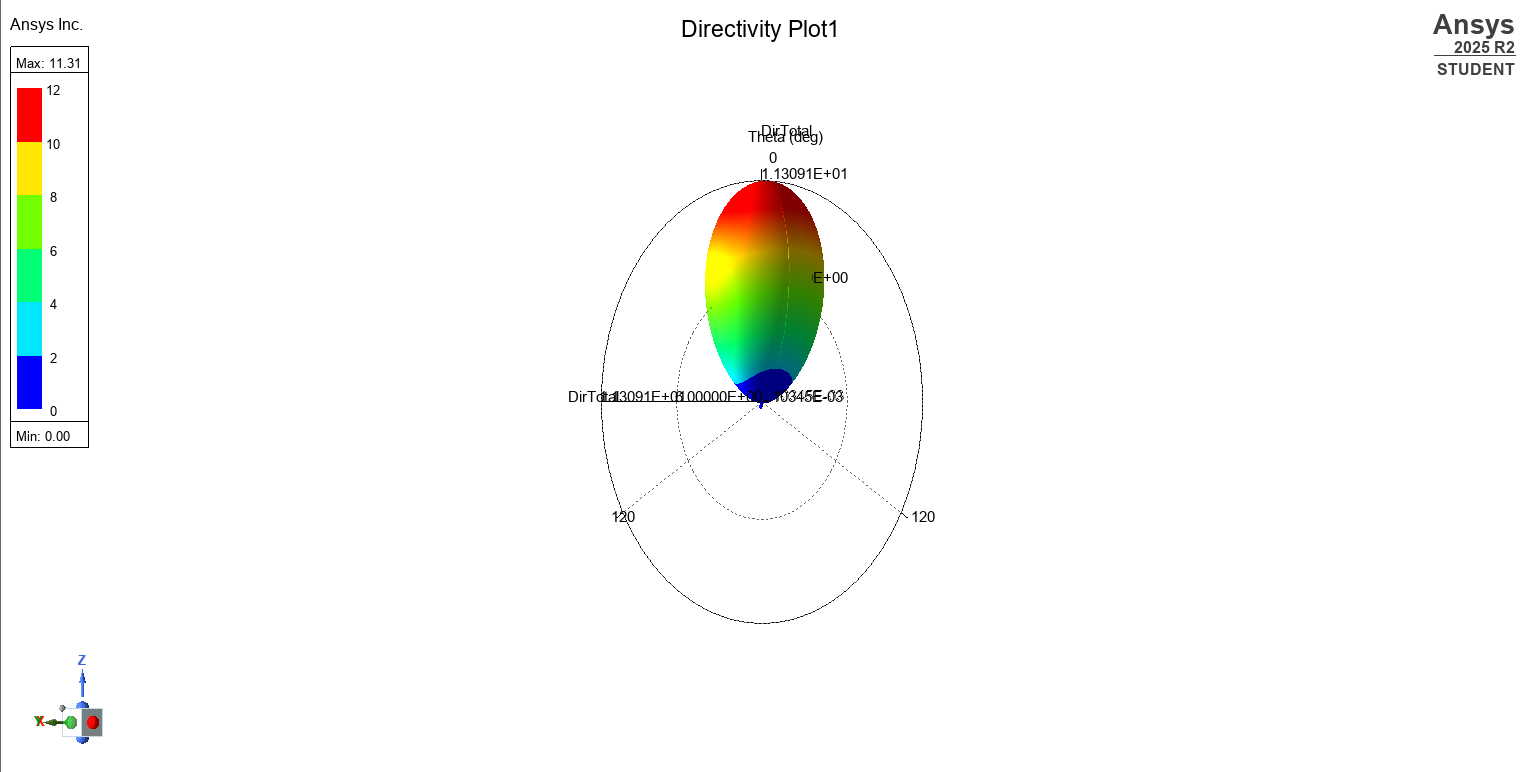 Ansys Inc.
Directivity Plot1
Ansys
2025 R2
STUDENT
Max: 11.31
12
10
8
6
4
2
0
Min: 0.00
DirTotal
Theta (deg)
0
1.13091E+01
E+00
DirTotal
120
120
Z